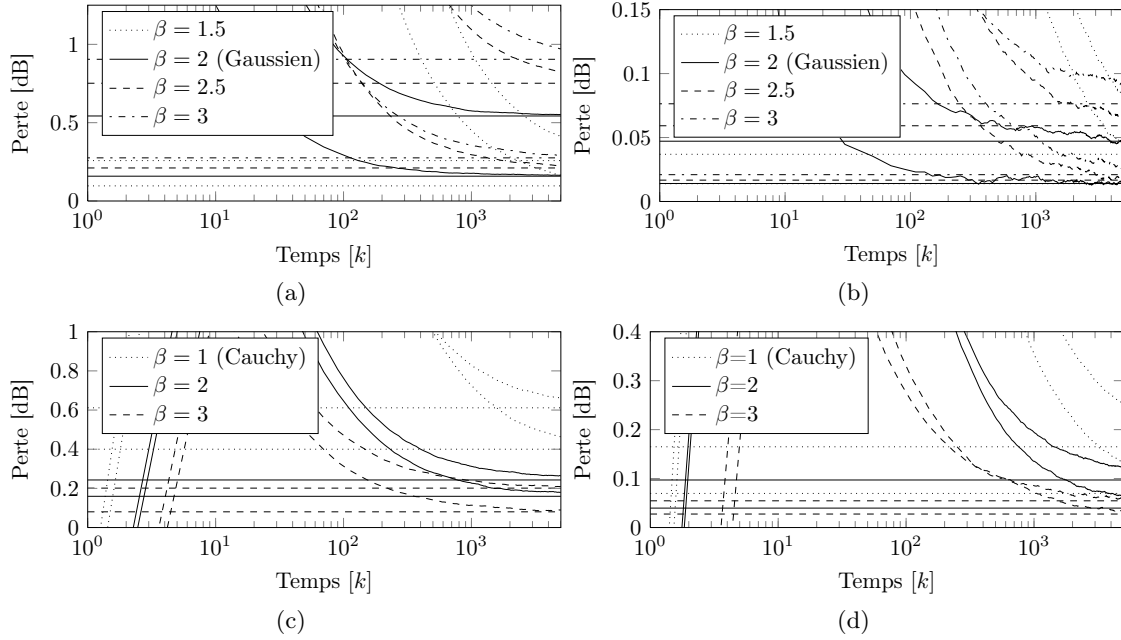 Perte [dB]
1
0.5
0
β = 1.5
β = 2 (Gaussien)
β = 2.5
β = 3
10^0 10^1 10^2 10^3
Temps [k]
(a)
Perte [dB]
0.15
0.1
0.05
0
β = 1.5
β = 2 (Gaussien)
β = 2.5
β = 3
10^0 10^1 10^2 10^3
Temps [k]
(b)
Perte [dB]
1
0.8
0.6
0.4
0.2
0
β = 1 (Cauchy)
β = 2
β = 3
10^0 10^1 10^2 10^3
Temps [k]
(c)
Perte [dB]
0.4
0.3
0.2
0.1
0
β=1 (Cauchy)
β=2
β=3
10^0 10^1 10^2 10^3
Temps [k]
(d)